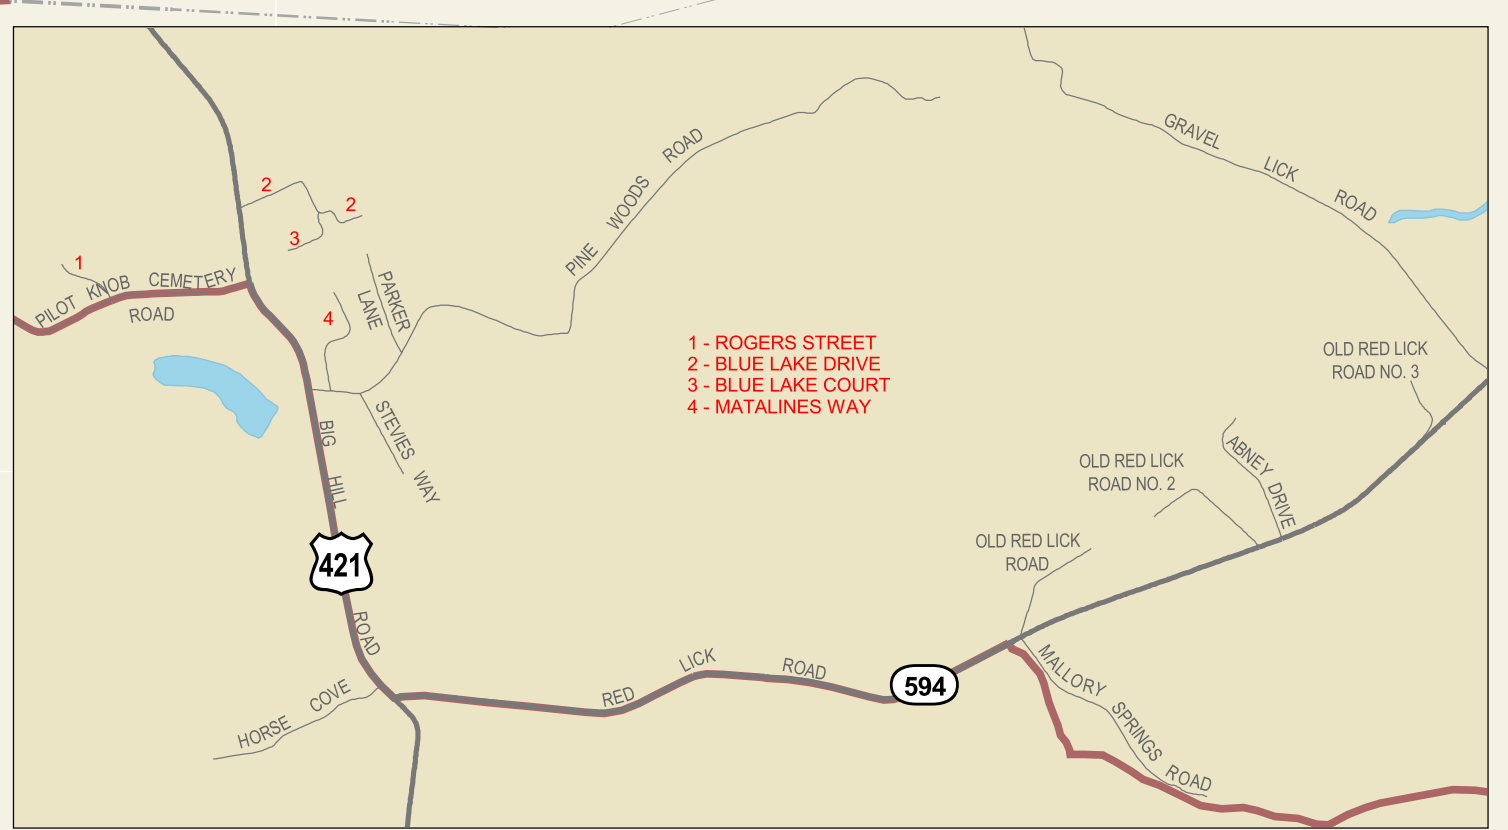 GRAVEL LICK ROAD
PINE WOODS ROAD
2
2
3
1
PILOT KNOB CEMETERY
ROAD
PARKER
LANE
4
1 - ROGERS STREET
2 - BLUE LAKE DRIVE
3 - BLUE LAKE COURT
4 - MATALINES WAY
OLD RED LICK
ROAD NO. 3
STEVIES WAY
BIG HILL ROAD
421
ABNEY DRIVE
OLD RED LICK
ROAD NO. 2
OLD RED LICK
ROAD
HORSE COVE
RED LICK ROAD
594
MALLORY SPRINGS ROAD